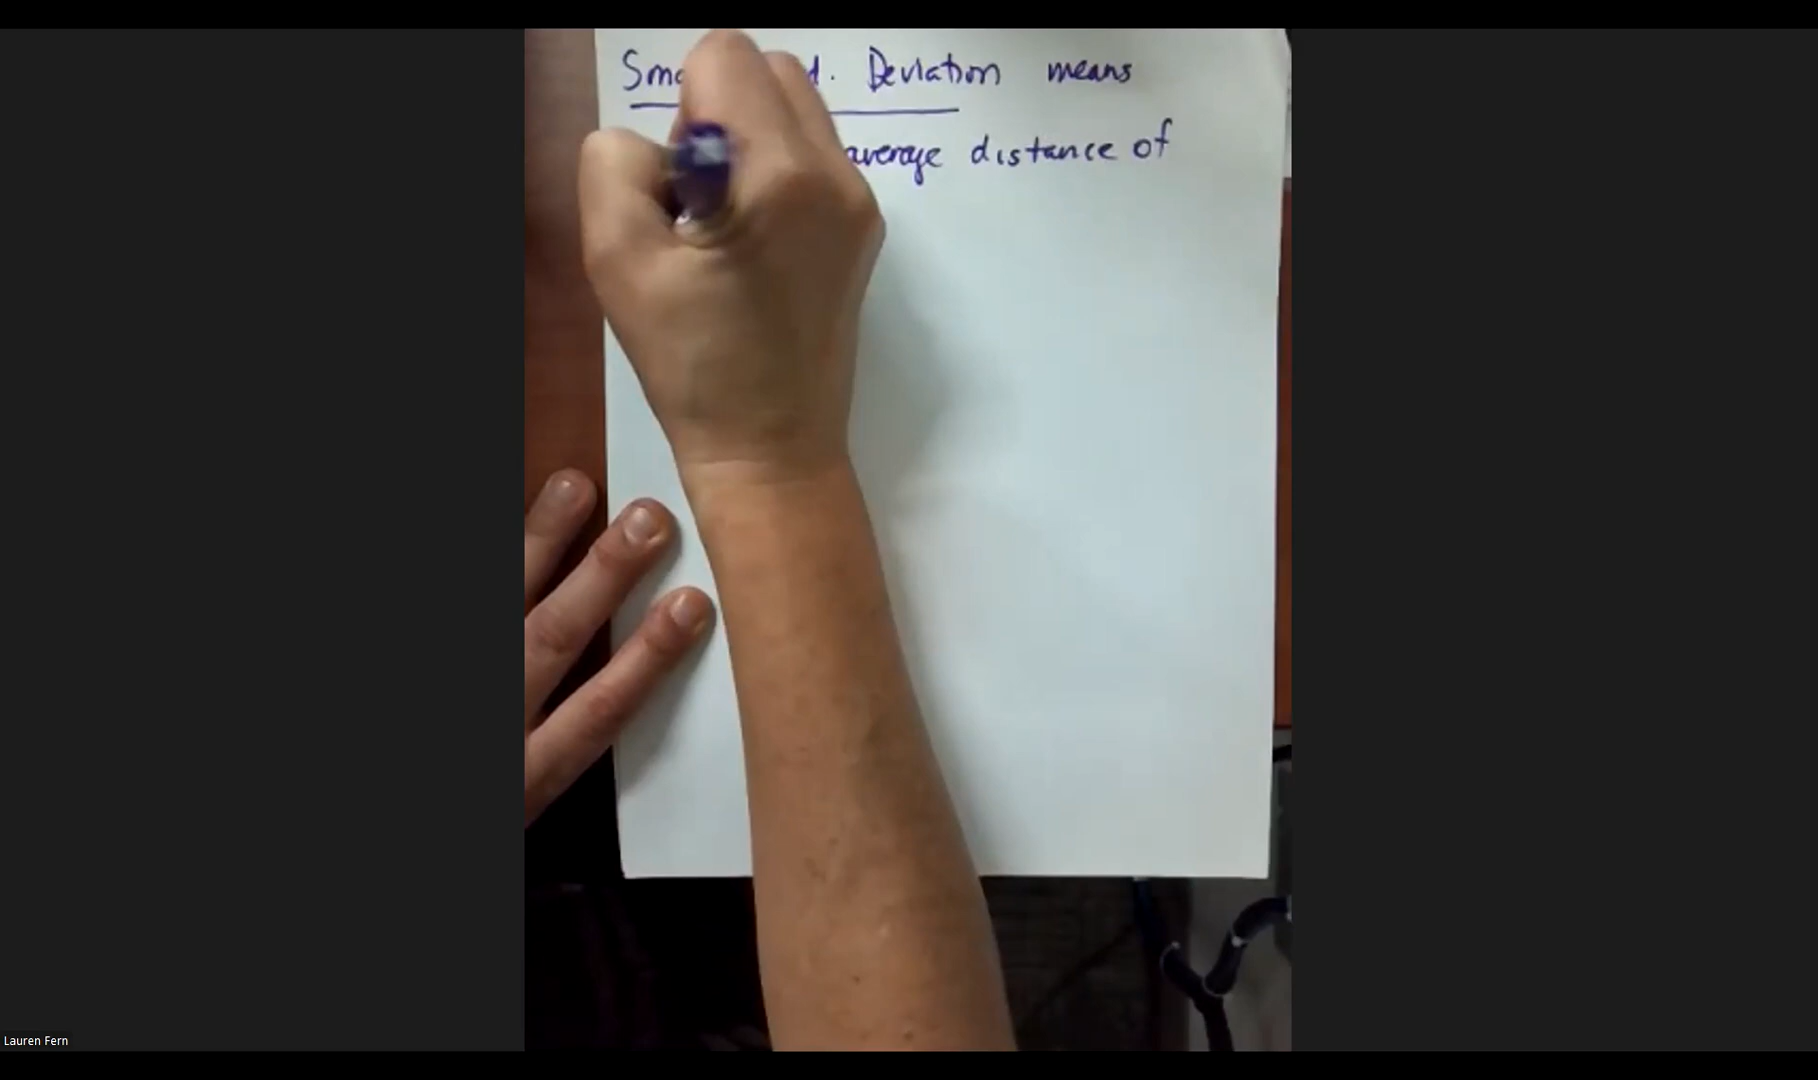 Sm d. Deviation means
average distance of
Lauren Fern